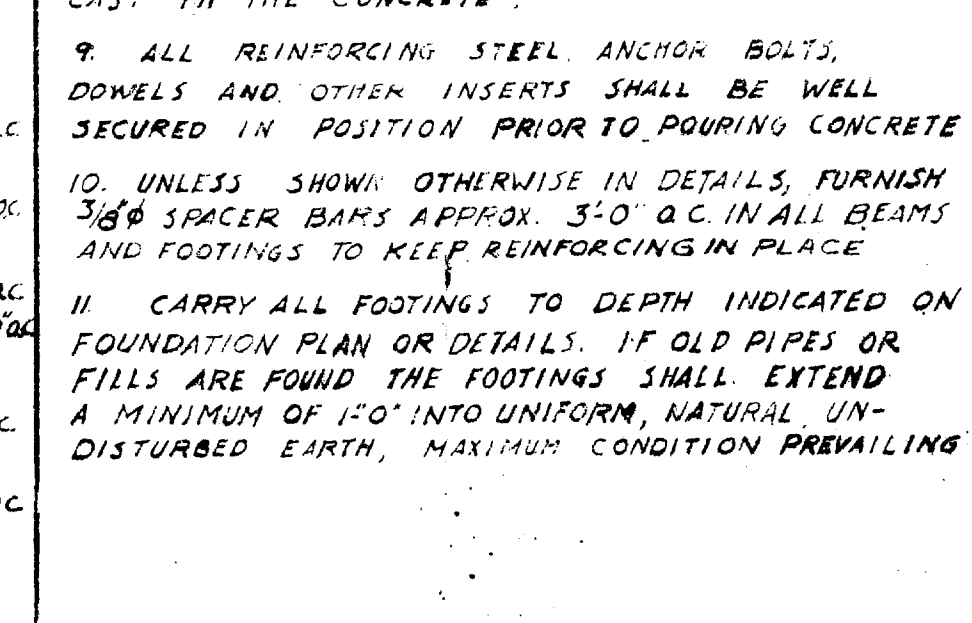 CAST IN THE CONCRETE.
9. ALL REINFORCING STEEL, ANCHOR BOLTS,
DOWELS AND OTHER INSERTS SHALL BE WELL
SECURED IN POSITION PRIOR TO POURING CONCRETE
10. UNLESS SHOWN OTHERWISE IN DETAILS, FURNISH
3/8"φ SPACER BARS APPROX. 3'-0" O.C. IN ALL BEAMS
AND FOOTINGS TO KEEP REINFORCING IN PLACE
11. CARRY ALL FOOTINGS TO DEPTH INDICATED ON
FOUNDATION PLAN OR DETAILS. IF OLD PIPES OR
FILLS ARE FOUND THE FOOTINGS SHALL EXTEND
A MINIMUM OF 1'-0" INTO UNIFORM, NATURAL UN-
DISTURBED EARTH, MAXIMUM CONDITION PREVAILING